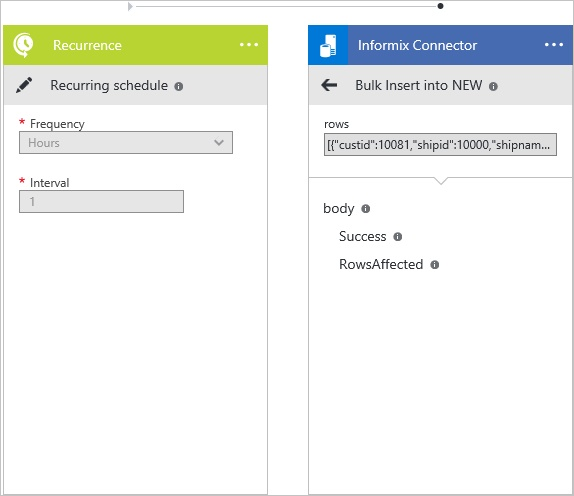 Recurrence
Recurring schedule
* Frequency
Hours
* Interval
1
Informix Connector
Bulk Insert into NEW
rows
[{"custid":10081,"shipid":10000,"shipnam...
body
Success
RowsAffected